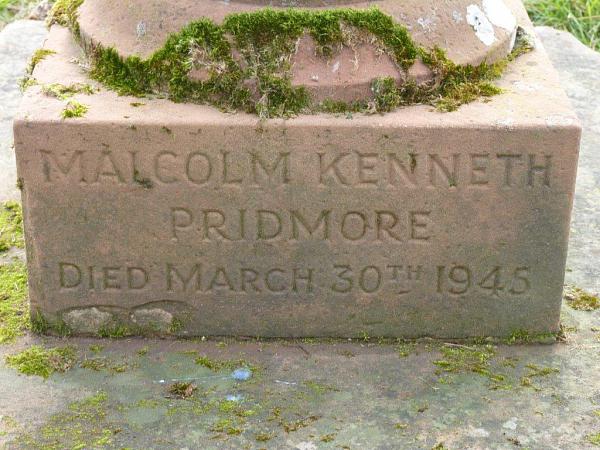 MALCOLM KENNETH
PRIDMORE
DIED MARCH 30TH 1945